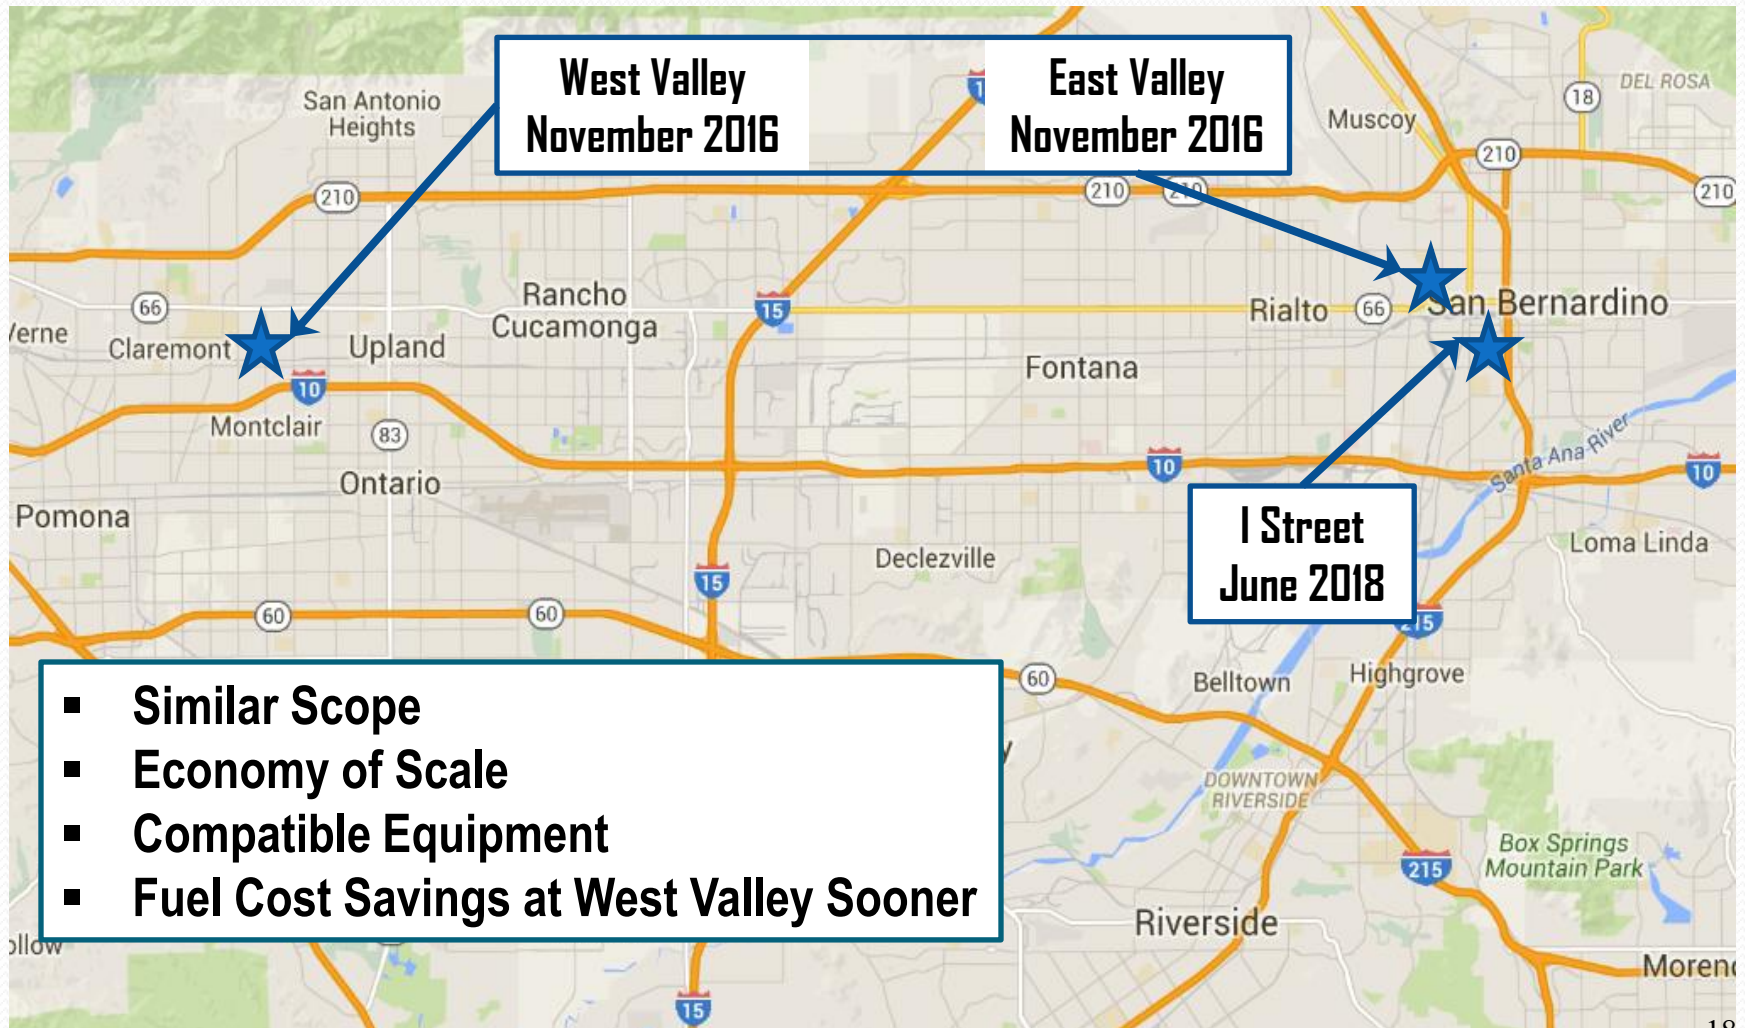 West Valley
November 2016
East Valley
November 2016
DEL ROSA
18
San Antonio
Heights
Muscoy
210
210
210
210
210
66
Rancho
Cucamonga
15
Rialto
66
San Bernardino
Claremont
Upland
Fontana
10
Montclair
83
10
10
Santa Ana River
Ontario
Pomona
I Street
June 2018
Declezville
Loma Linda
15
60
60
215
60
Belltown
Highgrove
▪ Similar Scope
▪ Economy of Scale
▪ Compatible Equipment
▪ Fuel Cost Savings at West Valley Sooner
DOWNTOWN
RIVERSIDE
Box Springs
Mountain Park
215
Riverside
15
18